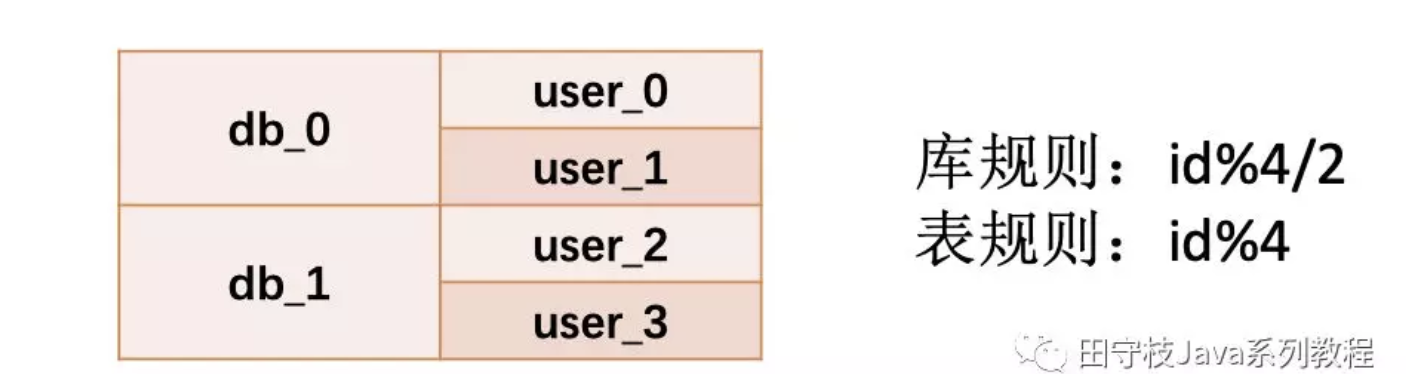 db_0
user_0
user_1
db_1
user_2
user_3
库规则：id%4/2
表规则：id%4
田守枝Java系列教程